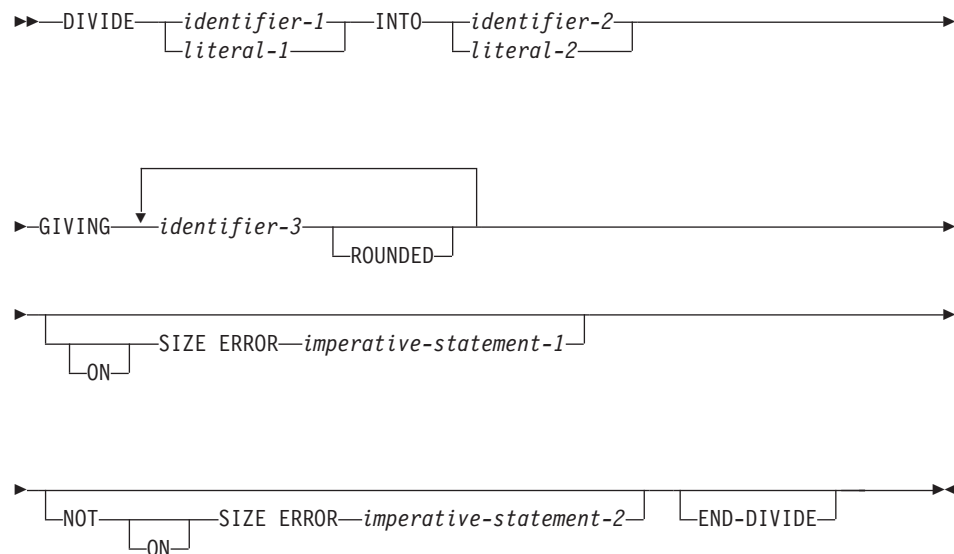 DIVIDE identifier-1 INTO identifier-2
literal-1 literal-2
GIVING identifier-3
ROUNDED
SIZE ERROR imperative-statement-1
ON
NOT SIZE ERROR imperative-statement-2 END-DIVIDE
ON